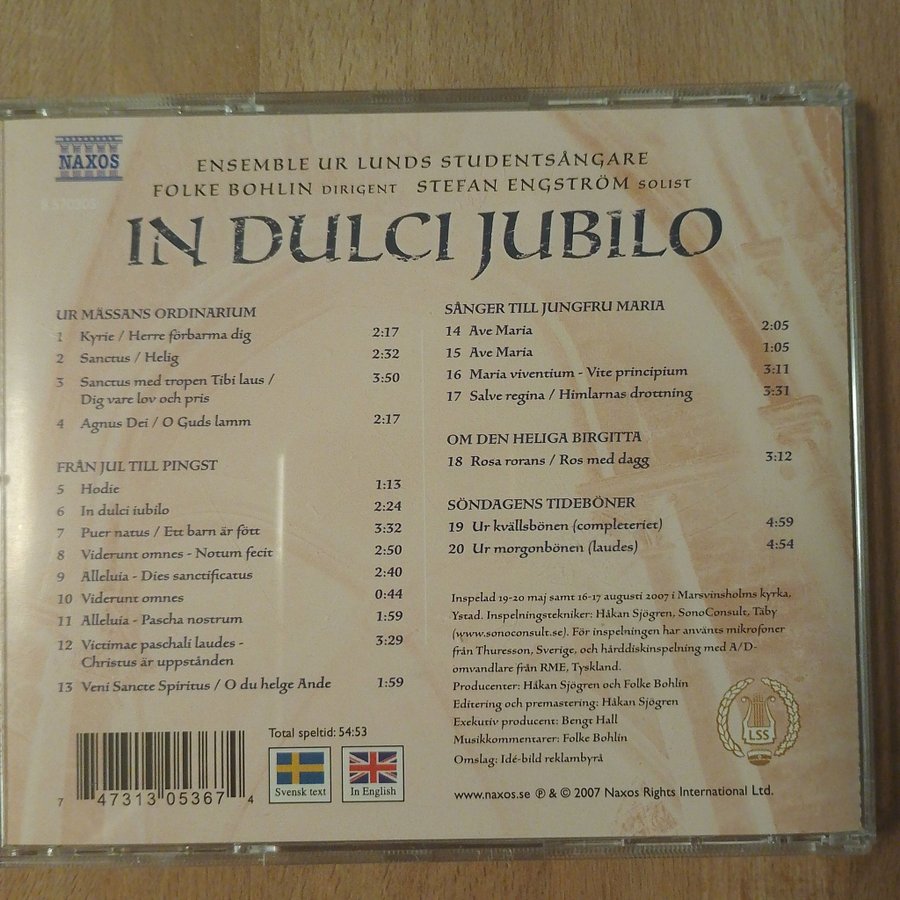 NAXOS
8.570305
ENSEMBLE UR LUNDS STUDENTSÅNGARE
FOLKE BOHLIN DIRIGENT STEFAN ENGSTRÖM SOLIST
IN DULCI JUBILO
UR MÄSSANS ORDINARIUM
1 Kyrie / Herre förbarma dig 2:17
2 Sanctus / Helig 2:32
3 Sanctus med tropen Tibi laus / 3:50
Dig vare lov och pris
4 Agnus Dei / O Guds lamm 2:17
FRÅN JUL TILL PINGST
5 Hodie 1:13
6 In dulci iubilo 2:24
7 Puer natus / Ett barn är fött 3:32
8 Viderunt omnes - Notum fecit 2:50
9 Alleluia - Dies sanctificatus 2:40
10 Viderunt omnes 0:44
11 Alleluia - Pascha nostrum 1:59
12 Victimae paschali laudes - 3:29
Christus är uppstånden
13 Veni Sancte Spiritus / O du helge Ande 1:59
SÅNGER TILL JUNGFRU MARIA
14 Ave Maria 2:05
15 Ave Maria 1:05
16 Maria viventium - Vite principium 3:11
17 Salve regina / Himlarnas drottning 3:31
OM DEN HELIGA BIRGITTA
18 Rosa rorans / Ros med dagg 3:12
SÖNDAGENS TIDEBÖNER
19 Ur kvällsbönen (completeriet) 4:59
20 Ur morgonbönen (laudes) 4:54
Inspelad 19-20 maj samt 16-17 augusti 2007 i Marsvinsholms kyrka,
Ystad. Inspelningstekniker: Håkan Sjögren, SonoConsult, Täby
(www.sonoconsult.se). För inspelningen har använts mikrofoner
från Thuresson, Sverige, och hårddiskinspelning med A/D-
omvandlare från RME, Tyskland.
Producenter: Håkan Sjögren och Folke Bohlin
Editering och premastering: Håkan Sjögren
Exekutiv producent: Bengt Hall
Musikkommentarer: Folke Bohlin
Omslag: Idé-bild reklambyrå
LSS
www.naxos.se ℗ & © 2007 Naxos Rights International Ltd.
Total speltid: 54:53
Svensk text
In English
7 47313 05367 4